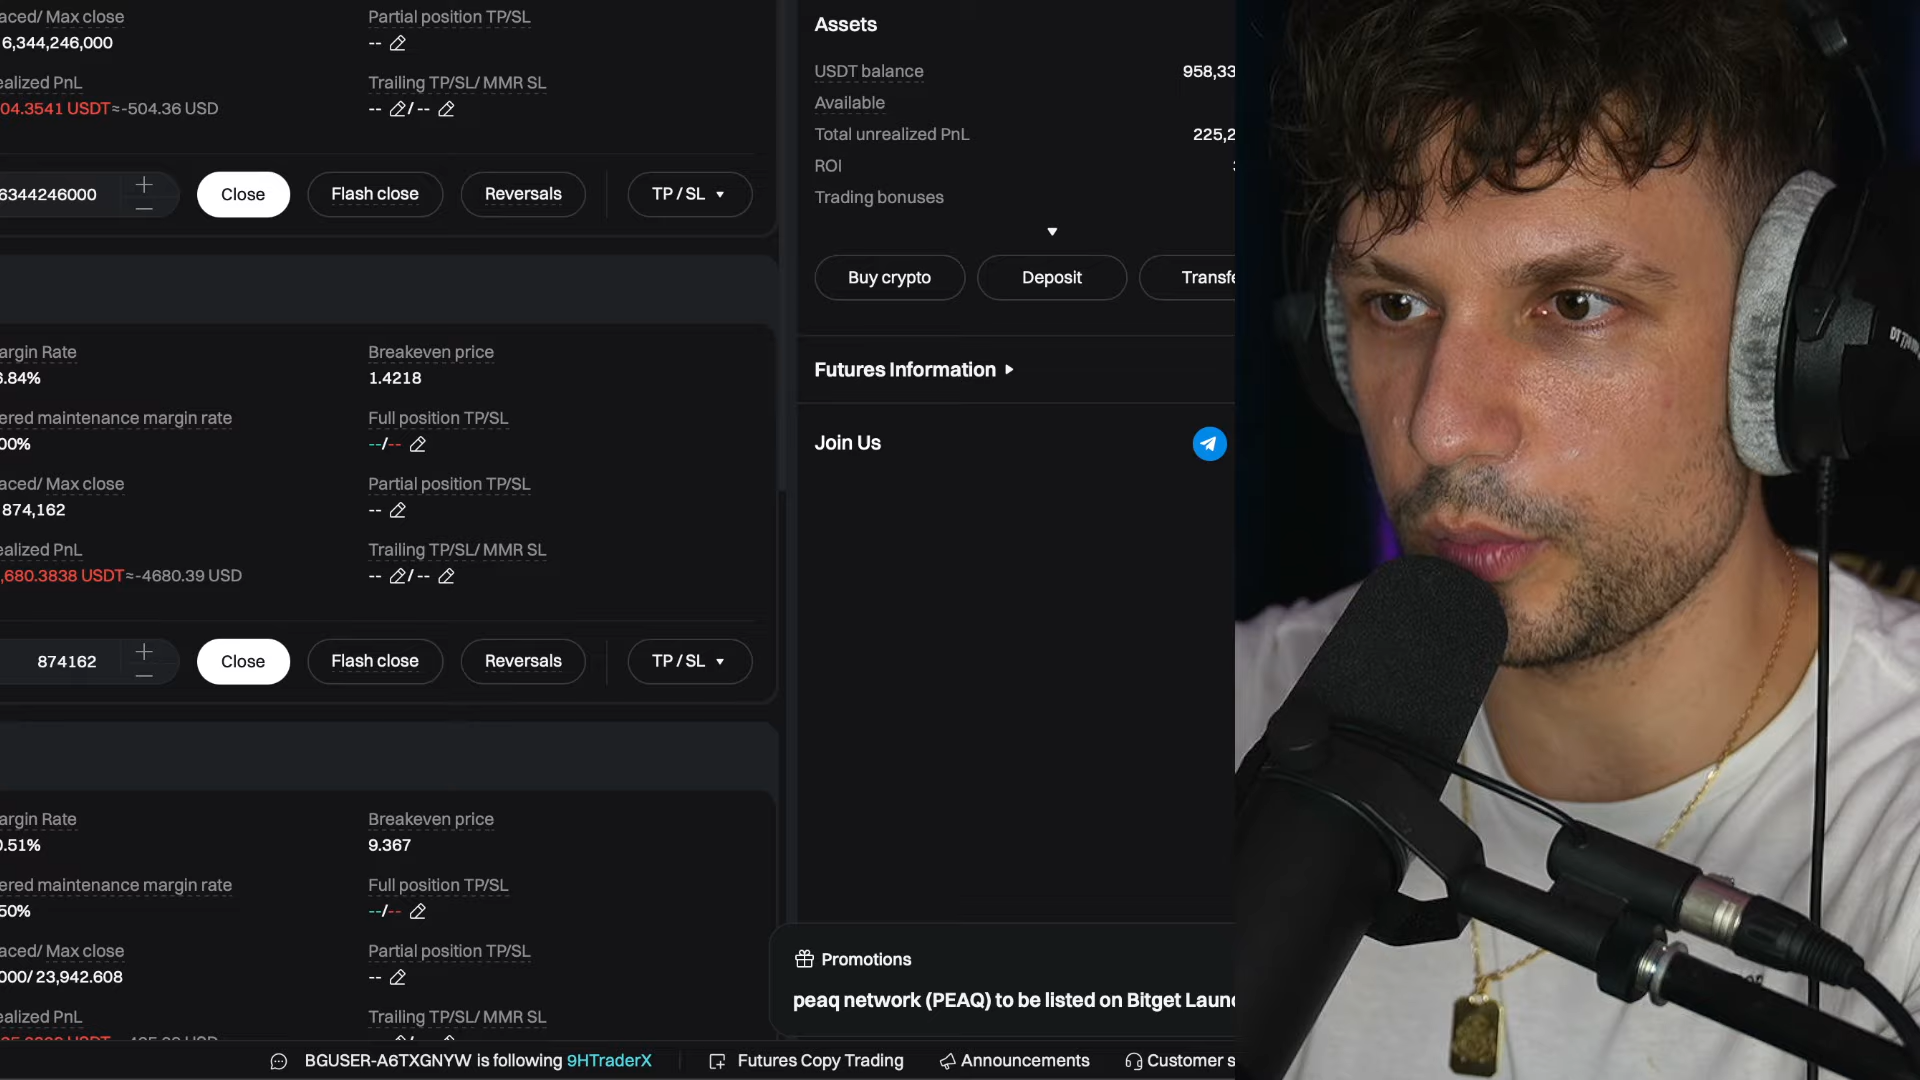 aced/ Max close
Partial position TP/SL
6,344,246,000
--
ealized PnL
Trailing TP/SL/ MMR SL
04.3541 USDT≈-504.36 USD
-- / --
6344246000
Close
Flash close
Reversals
TP / SL
argin Rate
Breakeven price
6.84%
1.4218
ered maintenance margin rate
Full position TP/SL
00%
--/--
aced/ Max close
Partial position TP/SL
874,162
--
ealized PnL
Trailing TP/SL/ MMR SL
,680.3838 USDT≈-4680.39 USD
-- / --
874162
Close
Flash close
Reversals
TP / SL
argin Rate
Breakeven price
0.51%
9.367
ered maintenance margin rate
Full position TP/SL
50%
--/--
aced/ Max close
Partial position TP/SL
000/ 23,942.608
--
ealized PnL
Trailing TP/SL/ MMR SL
Assets
USDT balance
958,33
Available
Total unrealized PnL
225,2
ROI
Trading bonuses
Buy crypto
Deposit
Transfe
Futures Information
Join Us
Promotions
peaq network (PEAQ) to be listed on Bitget Laun
BGUSER-A6TXGNYW is following 9HTraderX
Futures Copy Trading
Announcements
Customer s